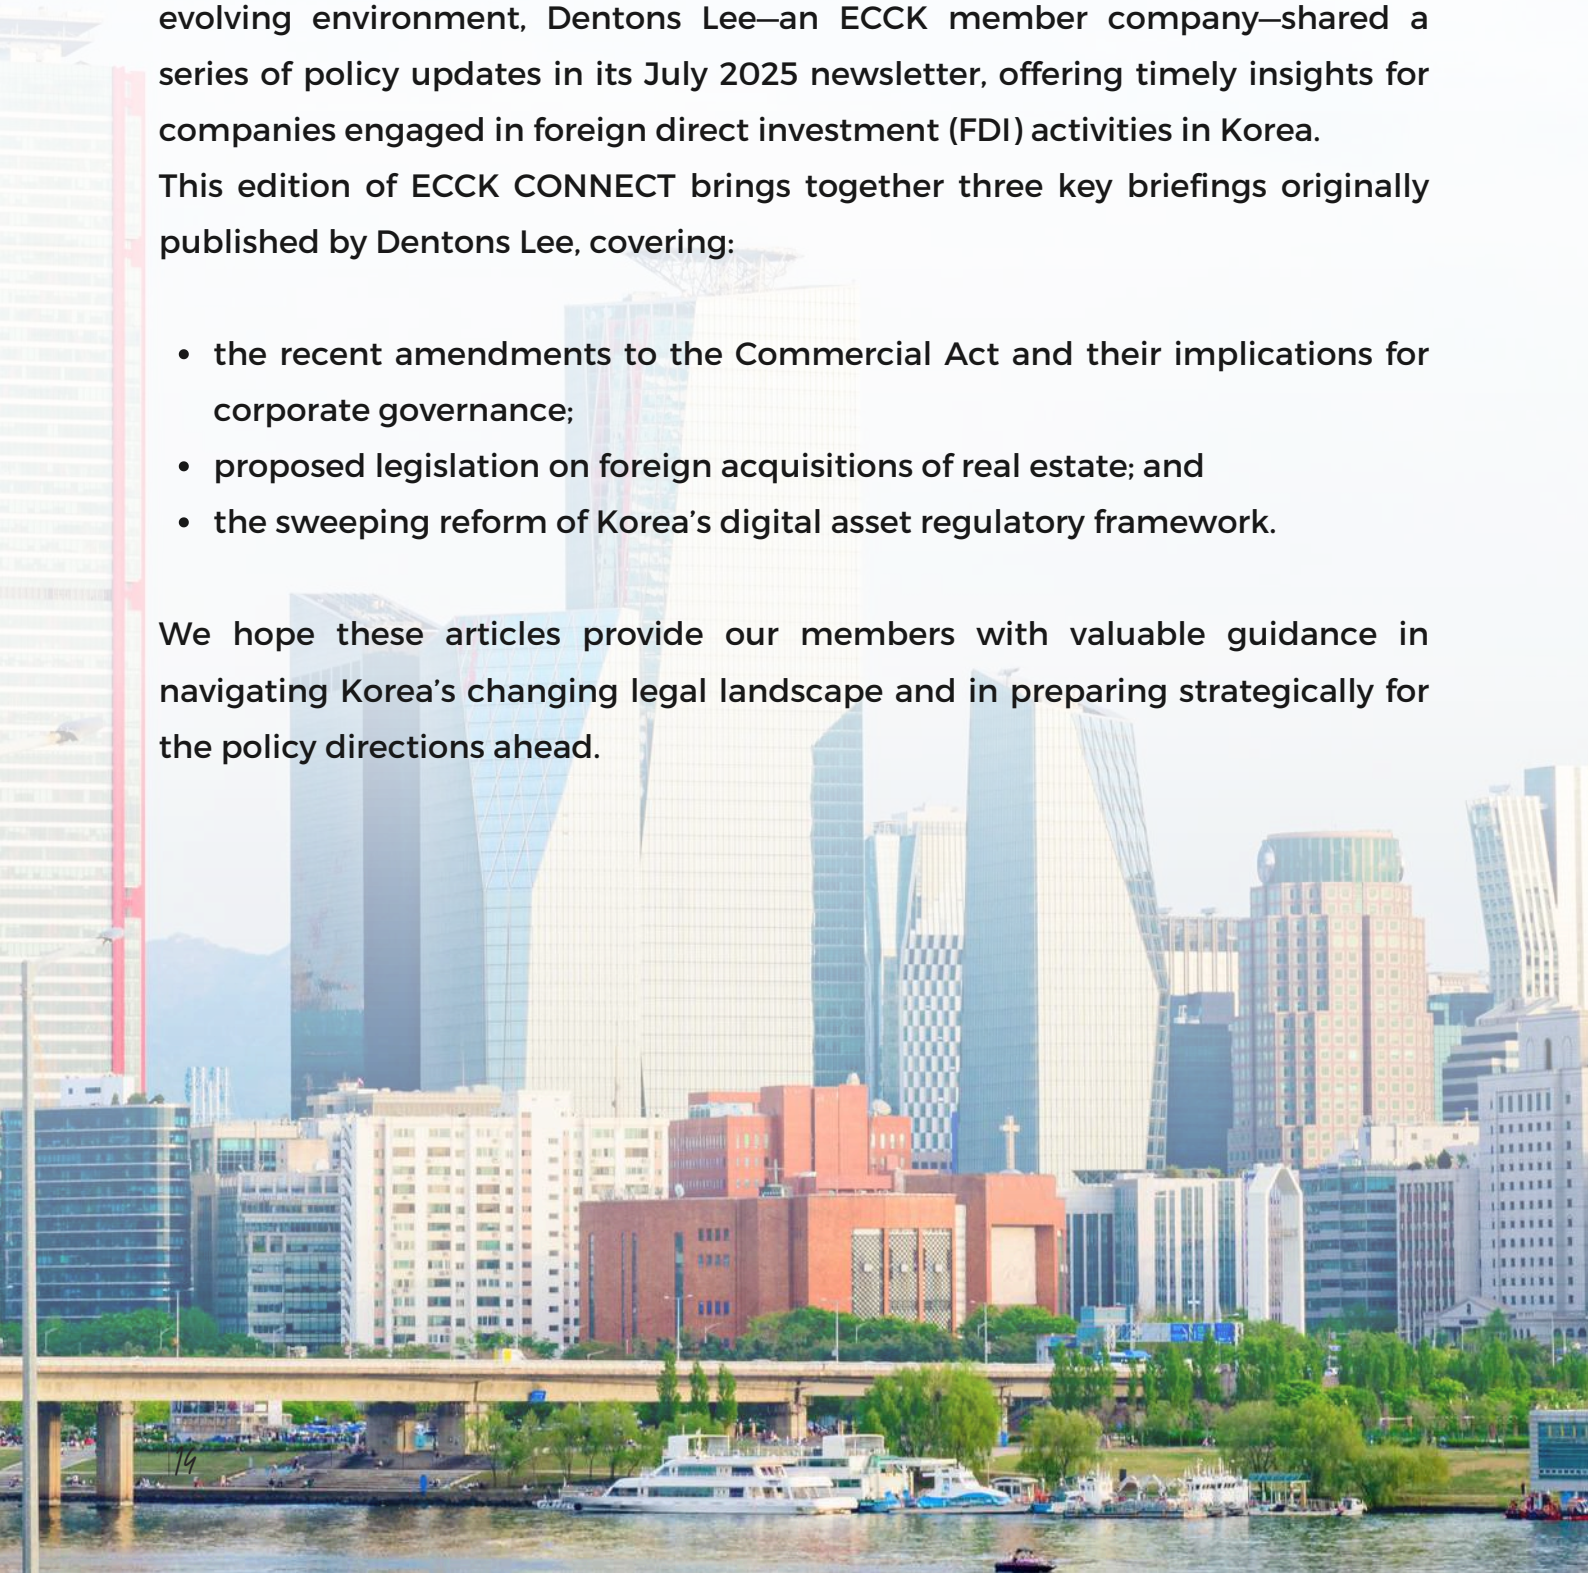 evolving environment, Dentons Lee—an ECCK member company—shared a
series of policy updates in its July 2025 newsletter, offering timely insights for
companies engaged in foreign direct investment (FDI) activities in Korea.
This edition of ECCK CONNECT brings together three key briefings originally
published by Dentons Lee, covering:
• the recent amendments to the Commercial Act and their implications for
corporate governance;
• proposed legislation on foreign acquisitions of real estate; and
• the sweeping reform of Korea’s digital asset regulatory framework.
We hope these articles provide our members with valuable guidance in
navigating Korea’s changing legal landscape and in preparing strategically for
the policy directions ahead.
14